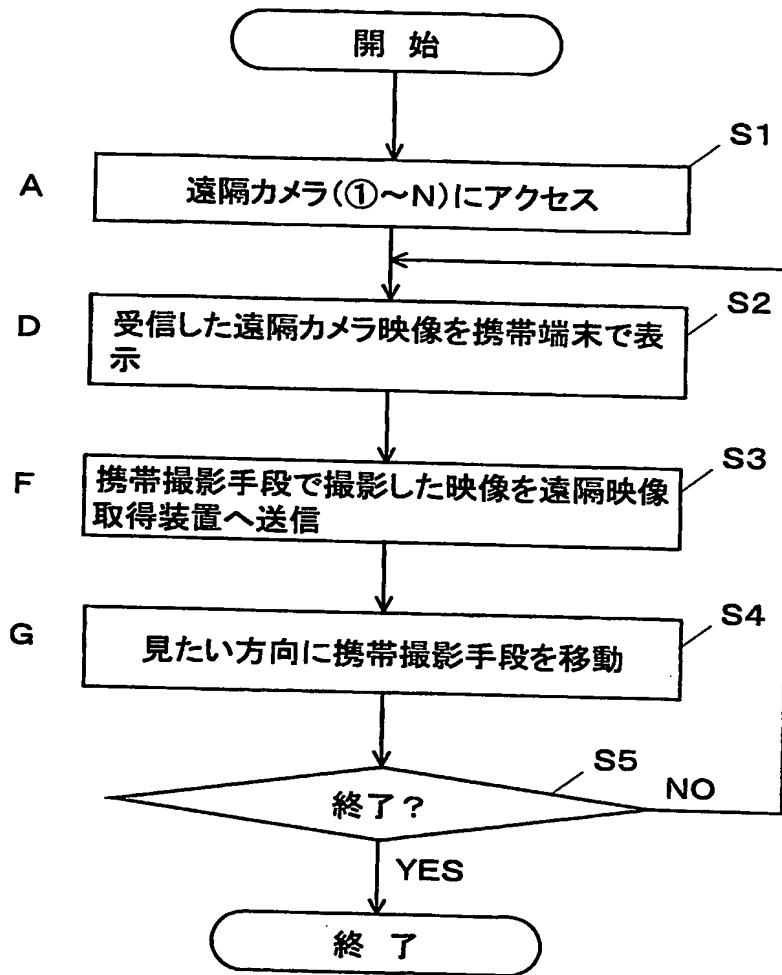 開 始
S1
A
遠隔カメラ(①~N)にアクセス
S2
D
受信した遠隔カメラ映像を携帯端末で表
示
S3
F
携帯撮影手段で撮影した映像を遠隔映像
取得装置へ送信
S4
G
見たい方向に携帯撮影手段を移動
S5
終了?
NO
YES
終 了